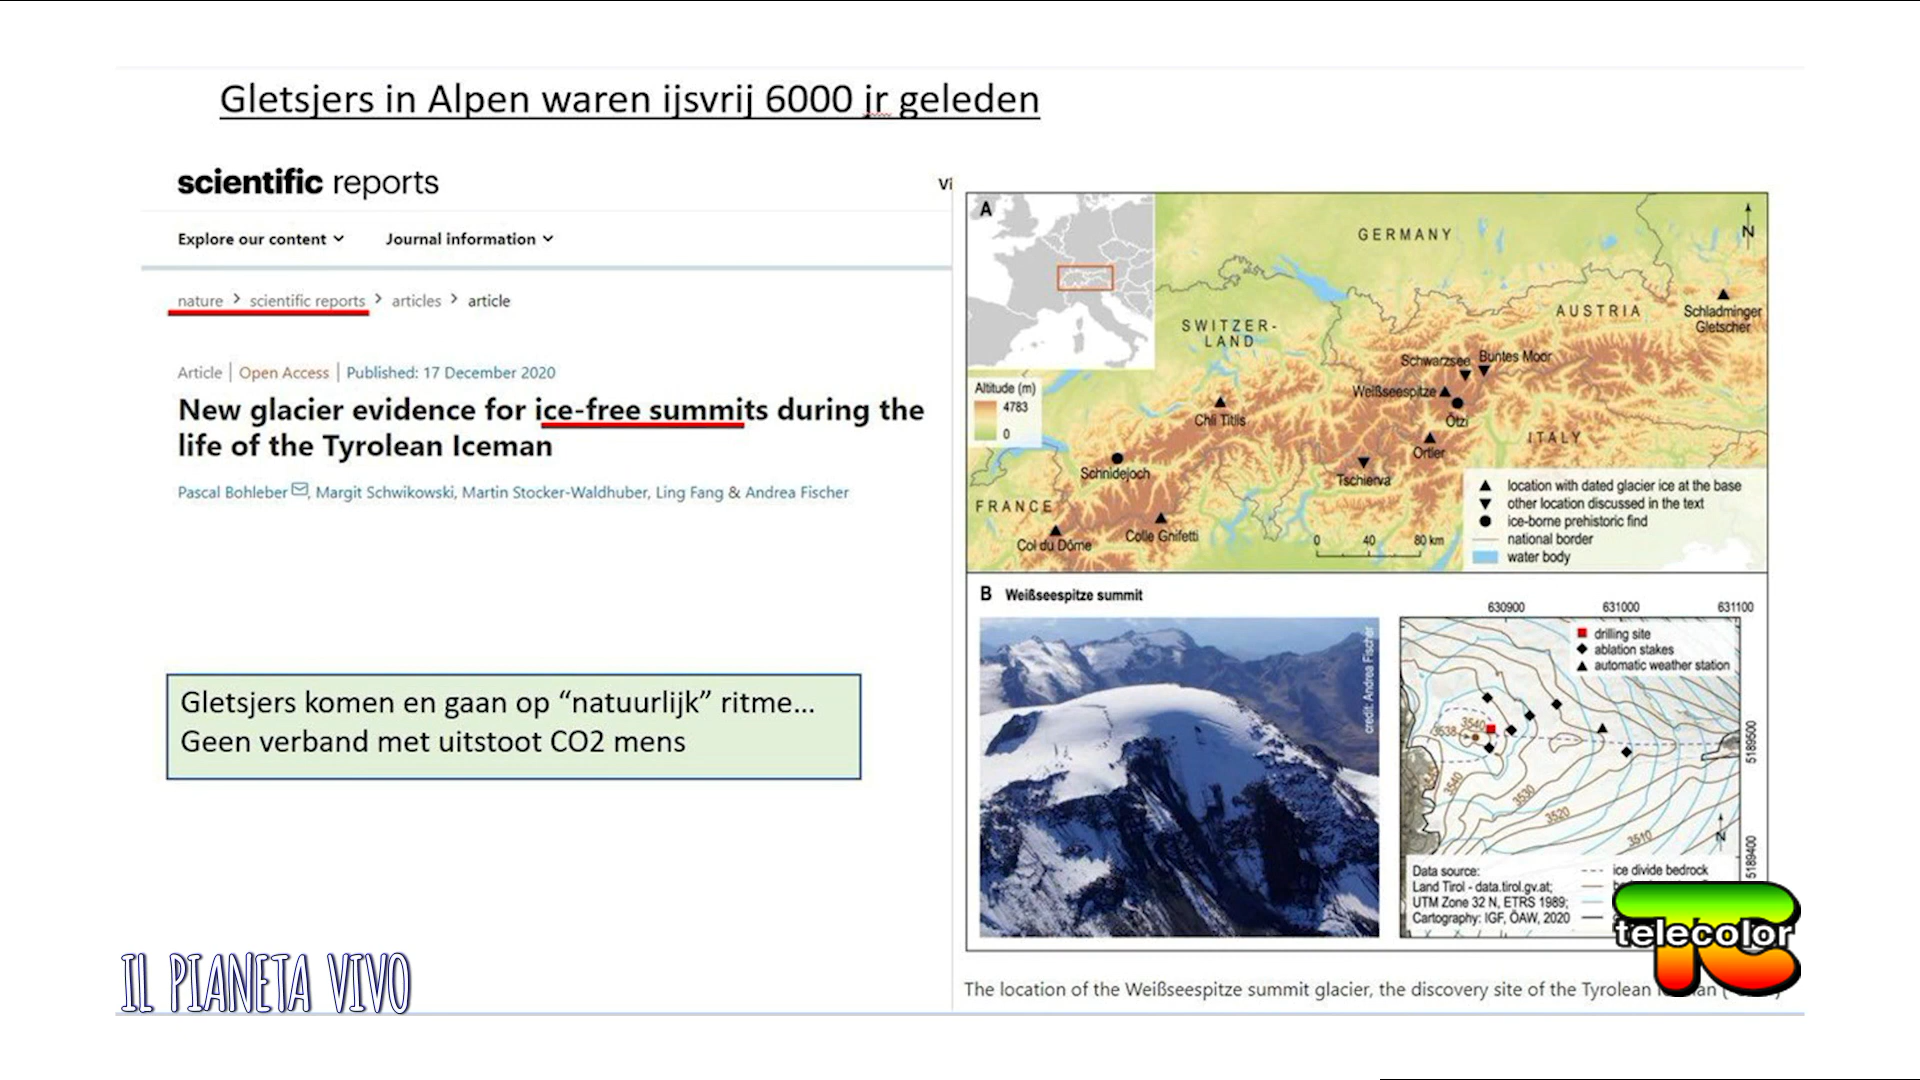 Gletsjers in Alpen waren ijsvrij 6000 jr geleden
scientific reports
Vi
Explore our content
Journal information
nature > scientific reports > articles > article
Article | Open Access | Published: 17 December 2020
New glacier evidence for ice-free summits during the
life of the Tyrolean Iceman
Pascal Bohleber, Margit Schwikowski, Martin Stocker-Waldhuber, Ling Fang & Andrea Fischer
Gletsjers komen en gaan op “natuurlijk” ritme...
Geen verband met uitstoot CO2 mens
A
N
GERMANY
AUSTRIA
SWITZER-
LAND
Schladminger
Gletscher
Schwarzsee
Buntes Moor
Weißseespitze
Ötzi
Altitude (m)
4783
0
Chli Titlis
ITALY
Ortler
Schnidejoch
Tschierva
FRANCE
Col du Dôme
Colle Gnifetti
0 40 80 km
location with dated glacier ice at the base
other location discussed in the text
ice-borne prehistoric find
national border
water body
B Weißseespitze summit
credit: Andrea Fischer
630900 631000 631100
drilling site
ablation stakes
automatic weather station
3540
3538
3540
3530
3520
3510
5189500
5189400
N
Data source:
Land Tirol - data.tirol.gv.at;
UTM Zone 32 N, ETRS 1989;
Cartography: IGF, ÖAW, 2020
ice divide bedrock
telecolor
The location of the Weißseespitze summit glacier, the discovery site of the Tyrolean
IL PIANETA VIVO